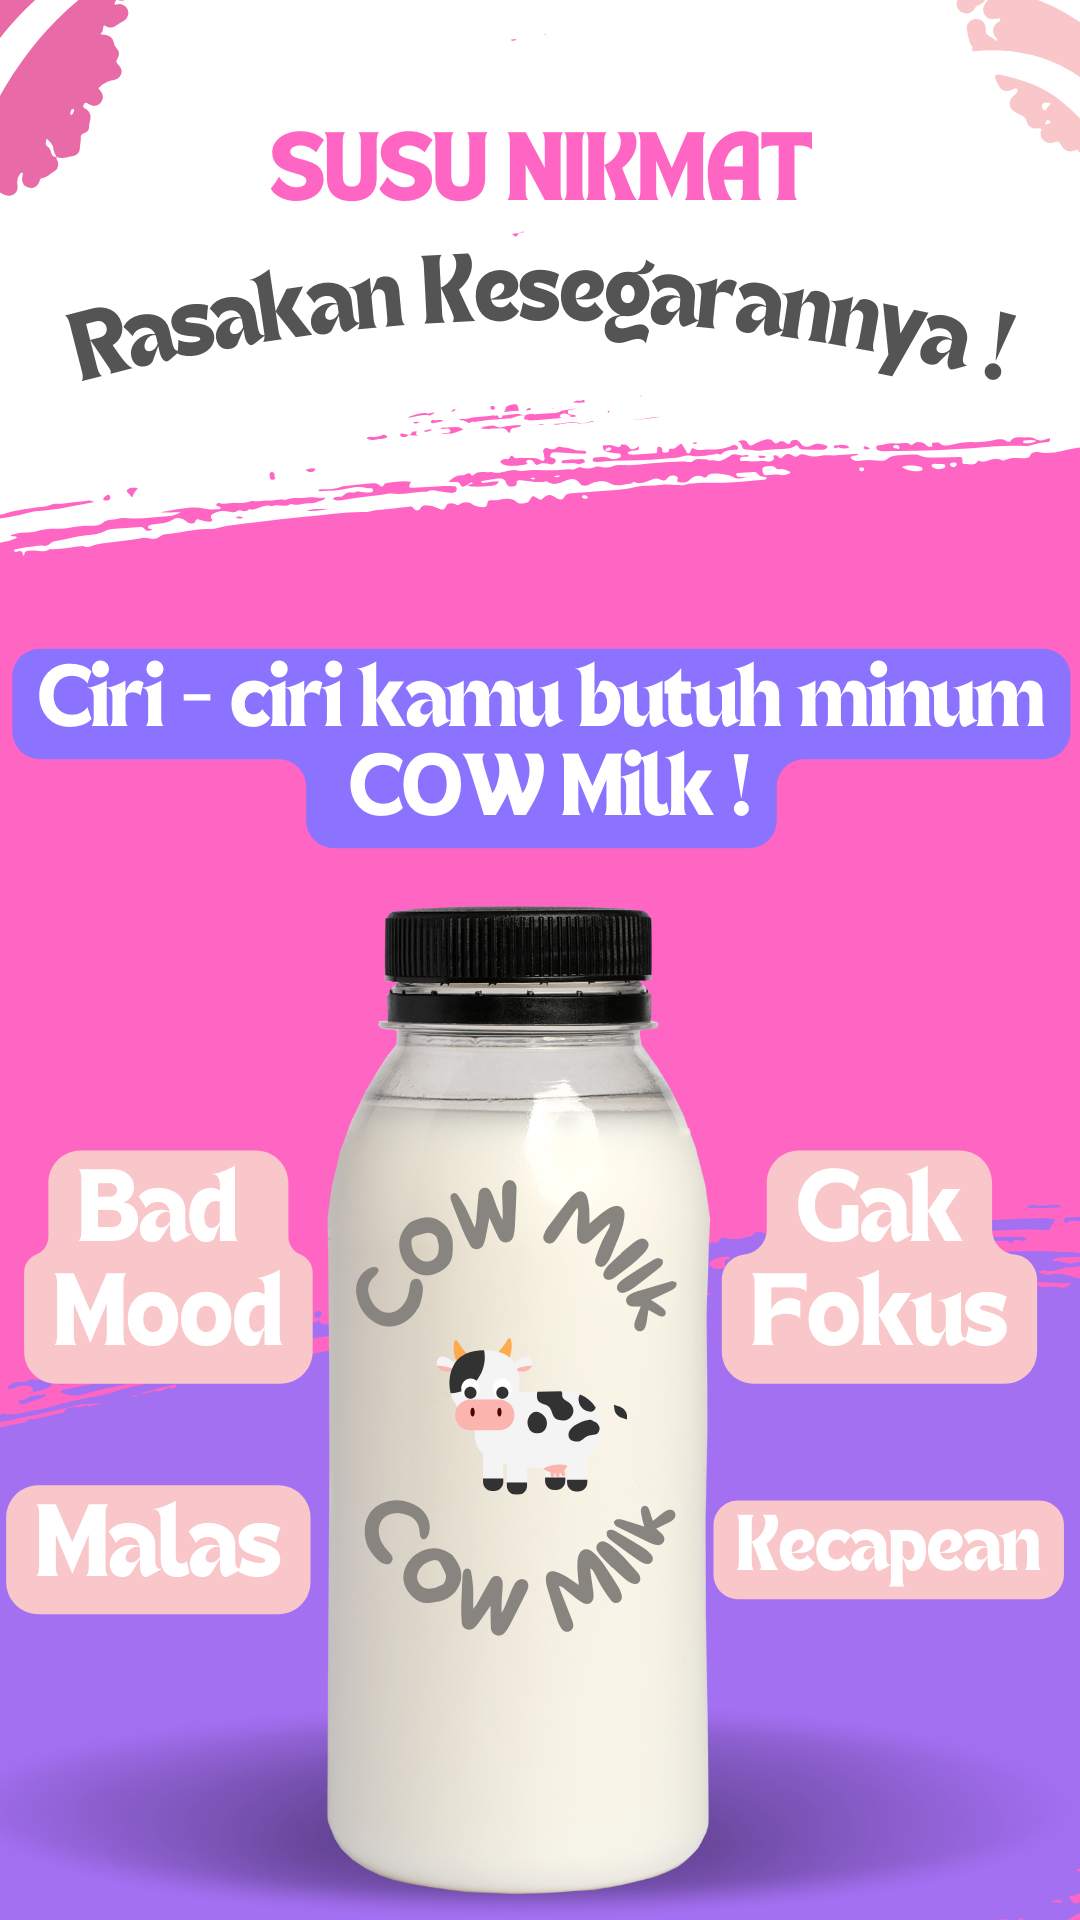 SUSU NIKMAT
Rasakan Kesegarannya !
Ciri - ciri kamu butuh minum
COW Milk !
Bad
Mood
Gak
Fokus
Cow Milk
Malas
Kecapean
Cow Milk